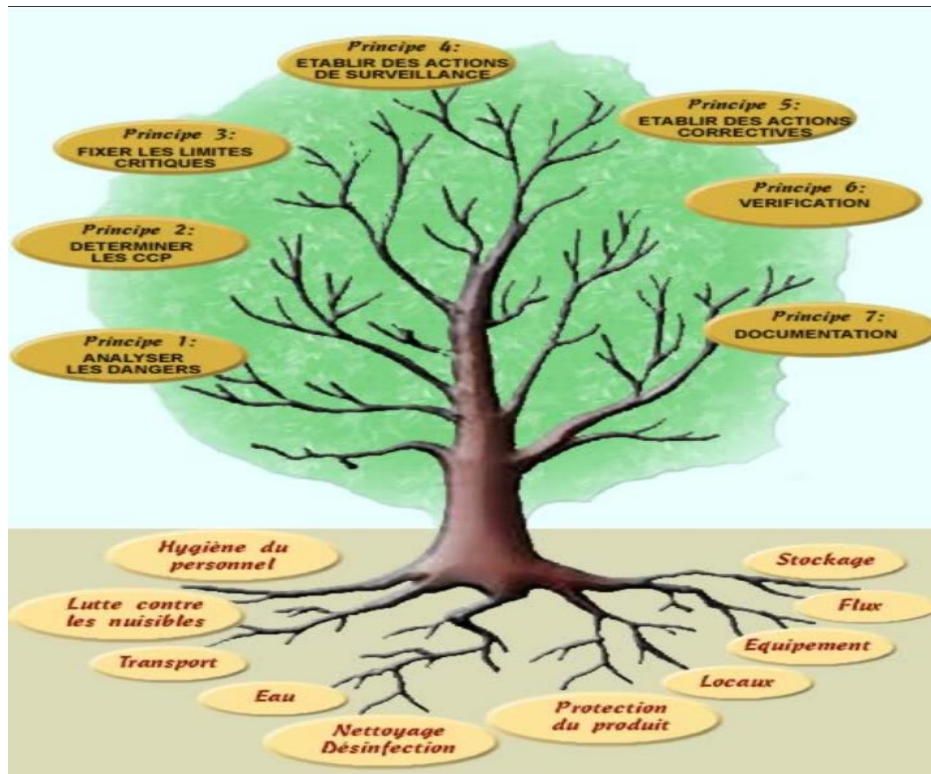 Principe 4:
ETABLIR DES ACTIONS
DE SURVEILLANCE
Principe 3:
FIXER LES LIMITES
CRITIQUES
Principe 5:
ETABLIR DES ACTIONS
CORRECTIVES
Principe 2:
DETERMINER
LES CCP
Principe 6:
VERIFICATION
Principe 1:
ANALYSER
LES DANGERS
Principe 7:
DOCUMENTATION
Hygiène du
personnel
Stockage
Lutte contre
les nuisibles
Flux
Transport
Equipement
Eau
Locaux
Nettoyage
Désinfection
Protection
du produit